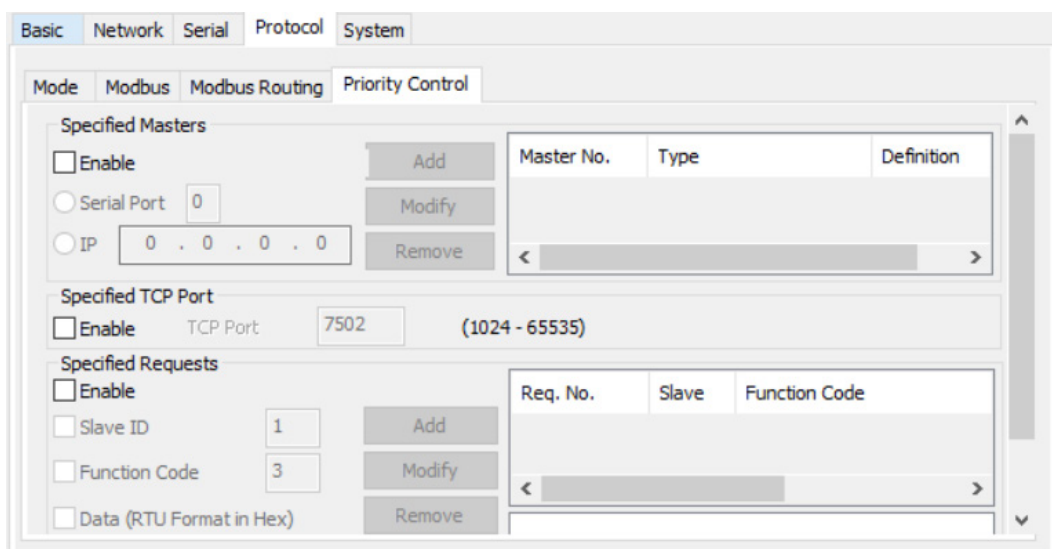 Basic Network Serial Protocol System
Mode Modbus Modbus Routing Priority Control
Specified Masters
Enable Add Master No. Type Definition
Serial Port 0 Modify
IP 0 . 0 . 0 . 0 Remove
Specified TCP Port
Enable TCP Port 7502 (1024 - 65535)
Specified Requests
Enable Req. No. Slave Function Code
Slave ID 1 Add
Function Code 3 Modify
Data (RTU Format in Hex) Remove